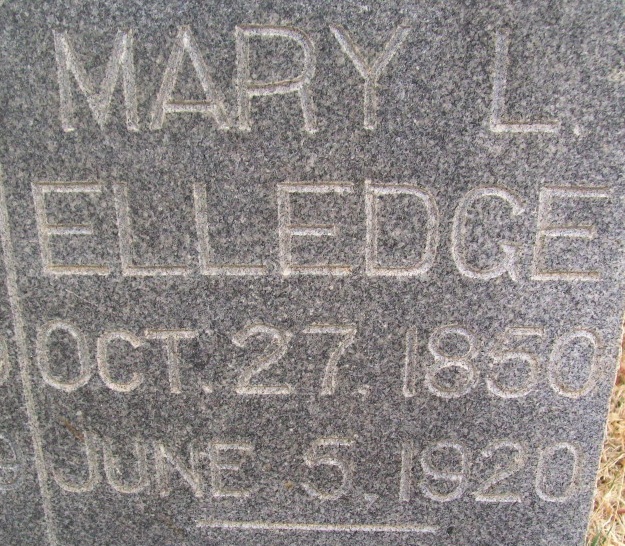 MARY L.
ELLEDGE
OCT. 27, 1850
JUNE 5, 1920